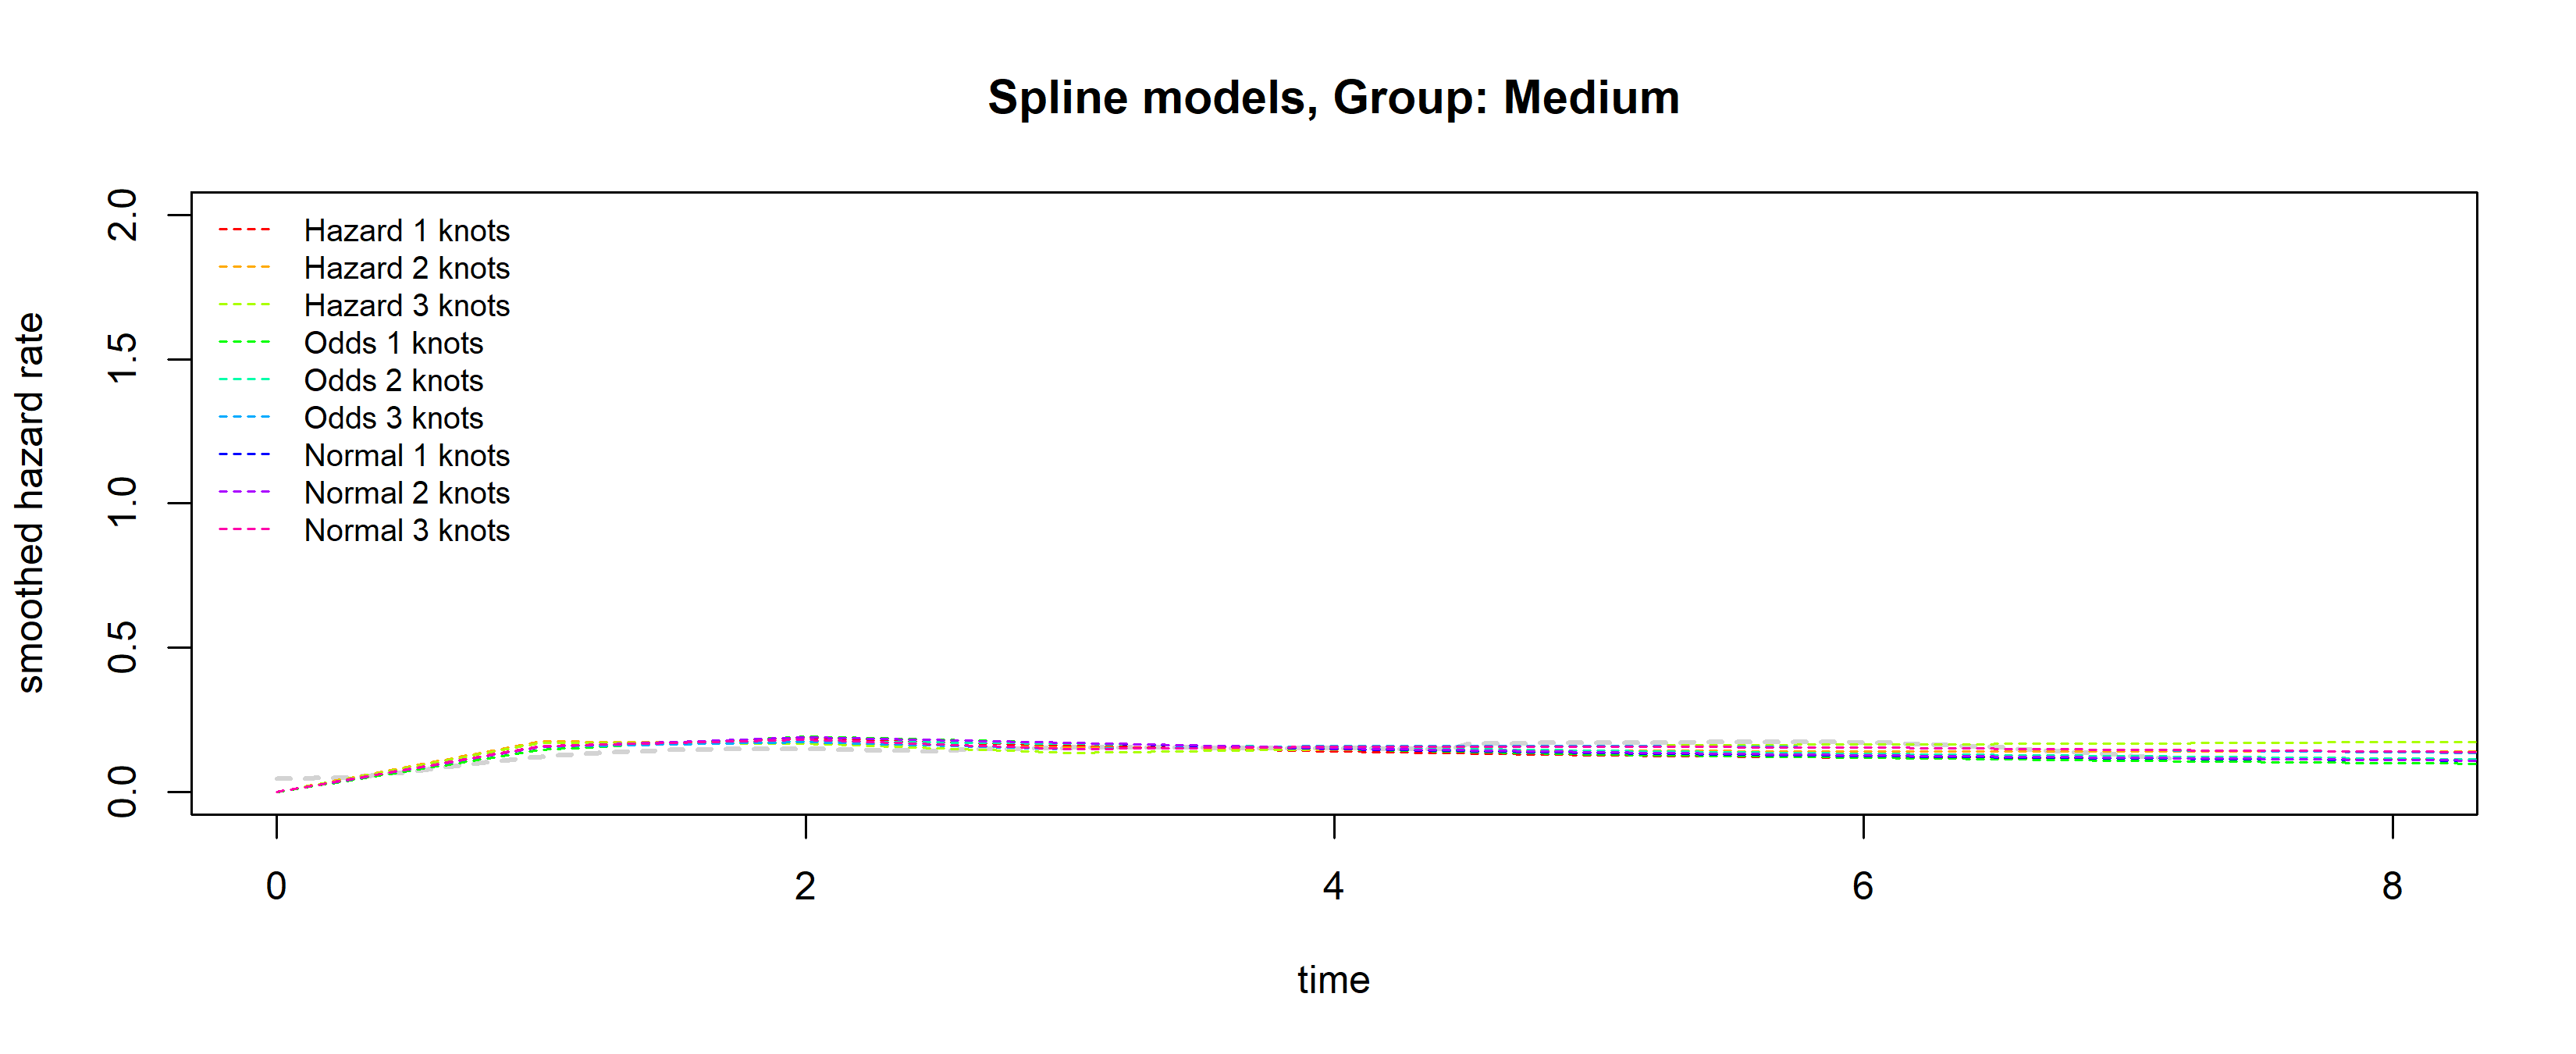 Spline models, Group: Medium
smoothed hazard rate
2.0
1.5
1.0
0.5
0.0
Hazard 1 knots
Hazard 2 knots
Hazard 3 knots
Odds 1 knots
Odds 2 knots
Odds 3 knots
Normal 1 knots
Normal 2 knots
Normal 3 knots
0 2 4 6 8
time